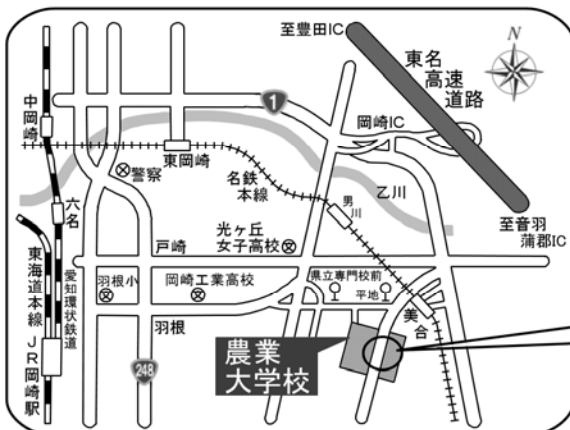 至豊田IC
東名
高速
道路
N
中岡崎
1
岡崎IC
東岡崎
警察
名鉄
本線
乙川
男川
六名
光ヶ丘
女子高校
至音羽
蒲郡IC
戸崎
東海道本線
愛知環状鉄道
羽根小
岡崎工業高校
県立専門校前
平地
美合
羽根
JR岡崎駅
248
農業
大学校